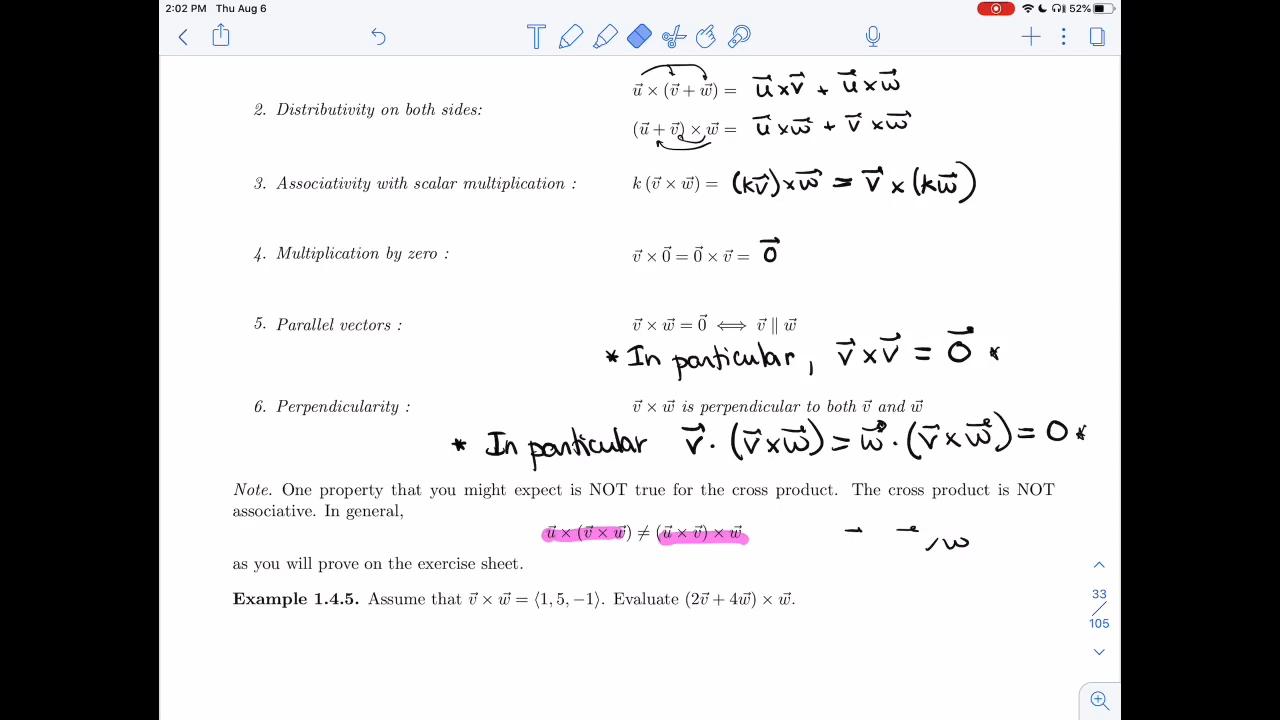 2:02 PM Thu Aug 6
52%
2. Distributivity on both sides:
u⃗ × (v⃗ + w⃗) = u⃗ × v⃗ + u⃗ × w⃗
(u⃗ + v⃗) × w⃗ = u⃗ × w⃗ + v⃗ × w⃗
3. Associativity with scalar multiplication : k (v⃗ × w⃗) = (kv⃗) × w⃗ = v⃗ × (kw⃗)
4. Multiplication by zero : v⃗ × 0⃗ = 0⃗ × v⃗ = 0⃗
5. Parallel vectors : v⃗ × w⃗ = 0⃗ ⟺ v⃗ ∥ w⃗
* In particular, v⃗ × v⃗ = 0⃗ *
6. Perpendicularity : v⃗ × w⃗ is perpendicular to both v⃗ and w⃗
* In particular v⃗ · (v⃗ × w⃗) = w⃗ · (v⃗ × w⃗) = 0 *
Note. One property that you might expect is NOT true for the cross product. The cross product is NOT
associative. In general,
u⃗ × (v⃗ × w⃗) ≠ (u⃗ × v⃗) × w⃗
, w
as you will prove on the exercise sheet.
Example 1.4.5. Assume that v⃗ × w⃗ = ⟨1, 5, −1⟩. Evaluate (2v⃗ + 4w⃗) × w⃗.
33
105